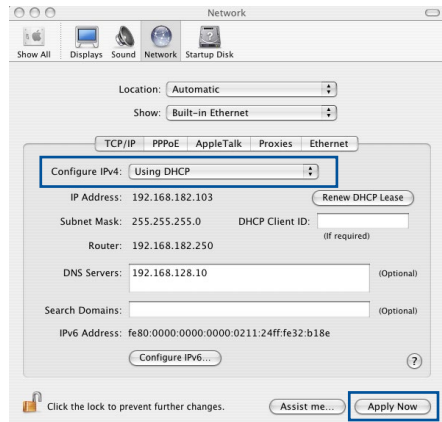 Network
Show All Displays Sound Network Startup Disk
Location: Automatic
Show: Built-in Ethernet
TCP/IP PPPoE AppleTalk Proxies Ethernet
Configure IPv4: Using DHCP
IP Address: 192.168.182.103 Renew DHCP Lease
Subnet Mask: 255.255.255.0 DHCP Client ID:
(If required)
Router: 192.168.182.250
DNS Servers: 192.168.128.10 (Optional)
Search Domains: (Optional)
IPv6 Address: fe80:0000:0000:0000:0211:24ff:fe32:b18e
Configure IPv6... ?
Click the lock to prevent further changes. Assist me... Apply Now